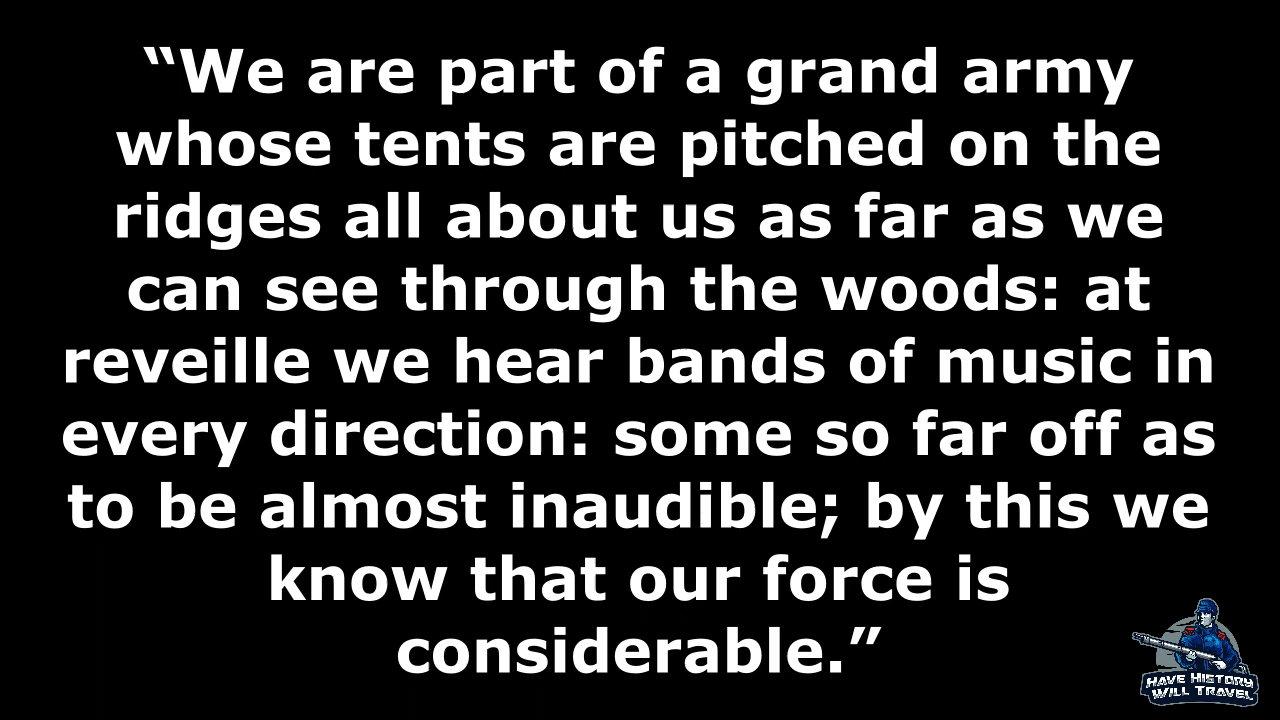 “We are part of a grand army
whose tents are pitched on the
ridges all about us as far as we
can see through the woods: at
reveille we hear bands of music in
every direction: some so far off as
to be almost inaudible; by this we
know that our force is
considerable.”
HAVE HISTORY
WILL TRAVEL